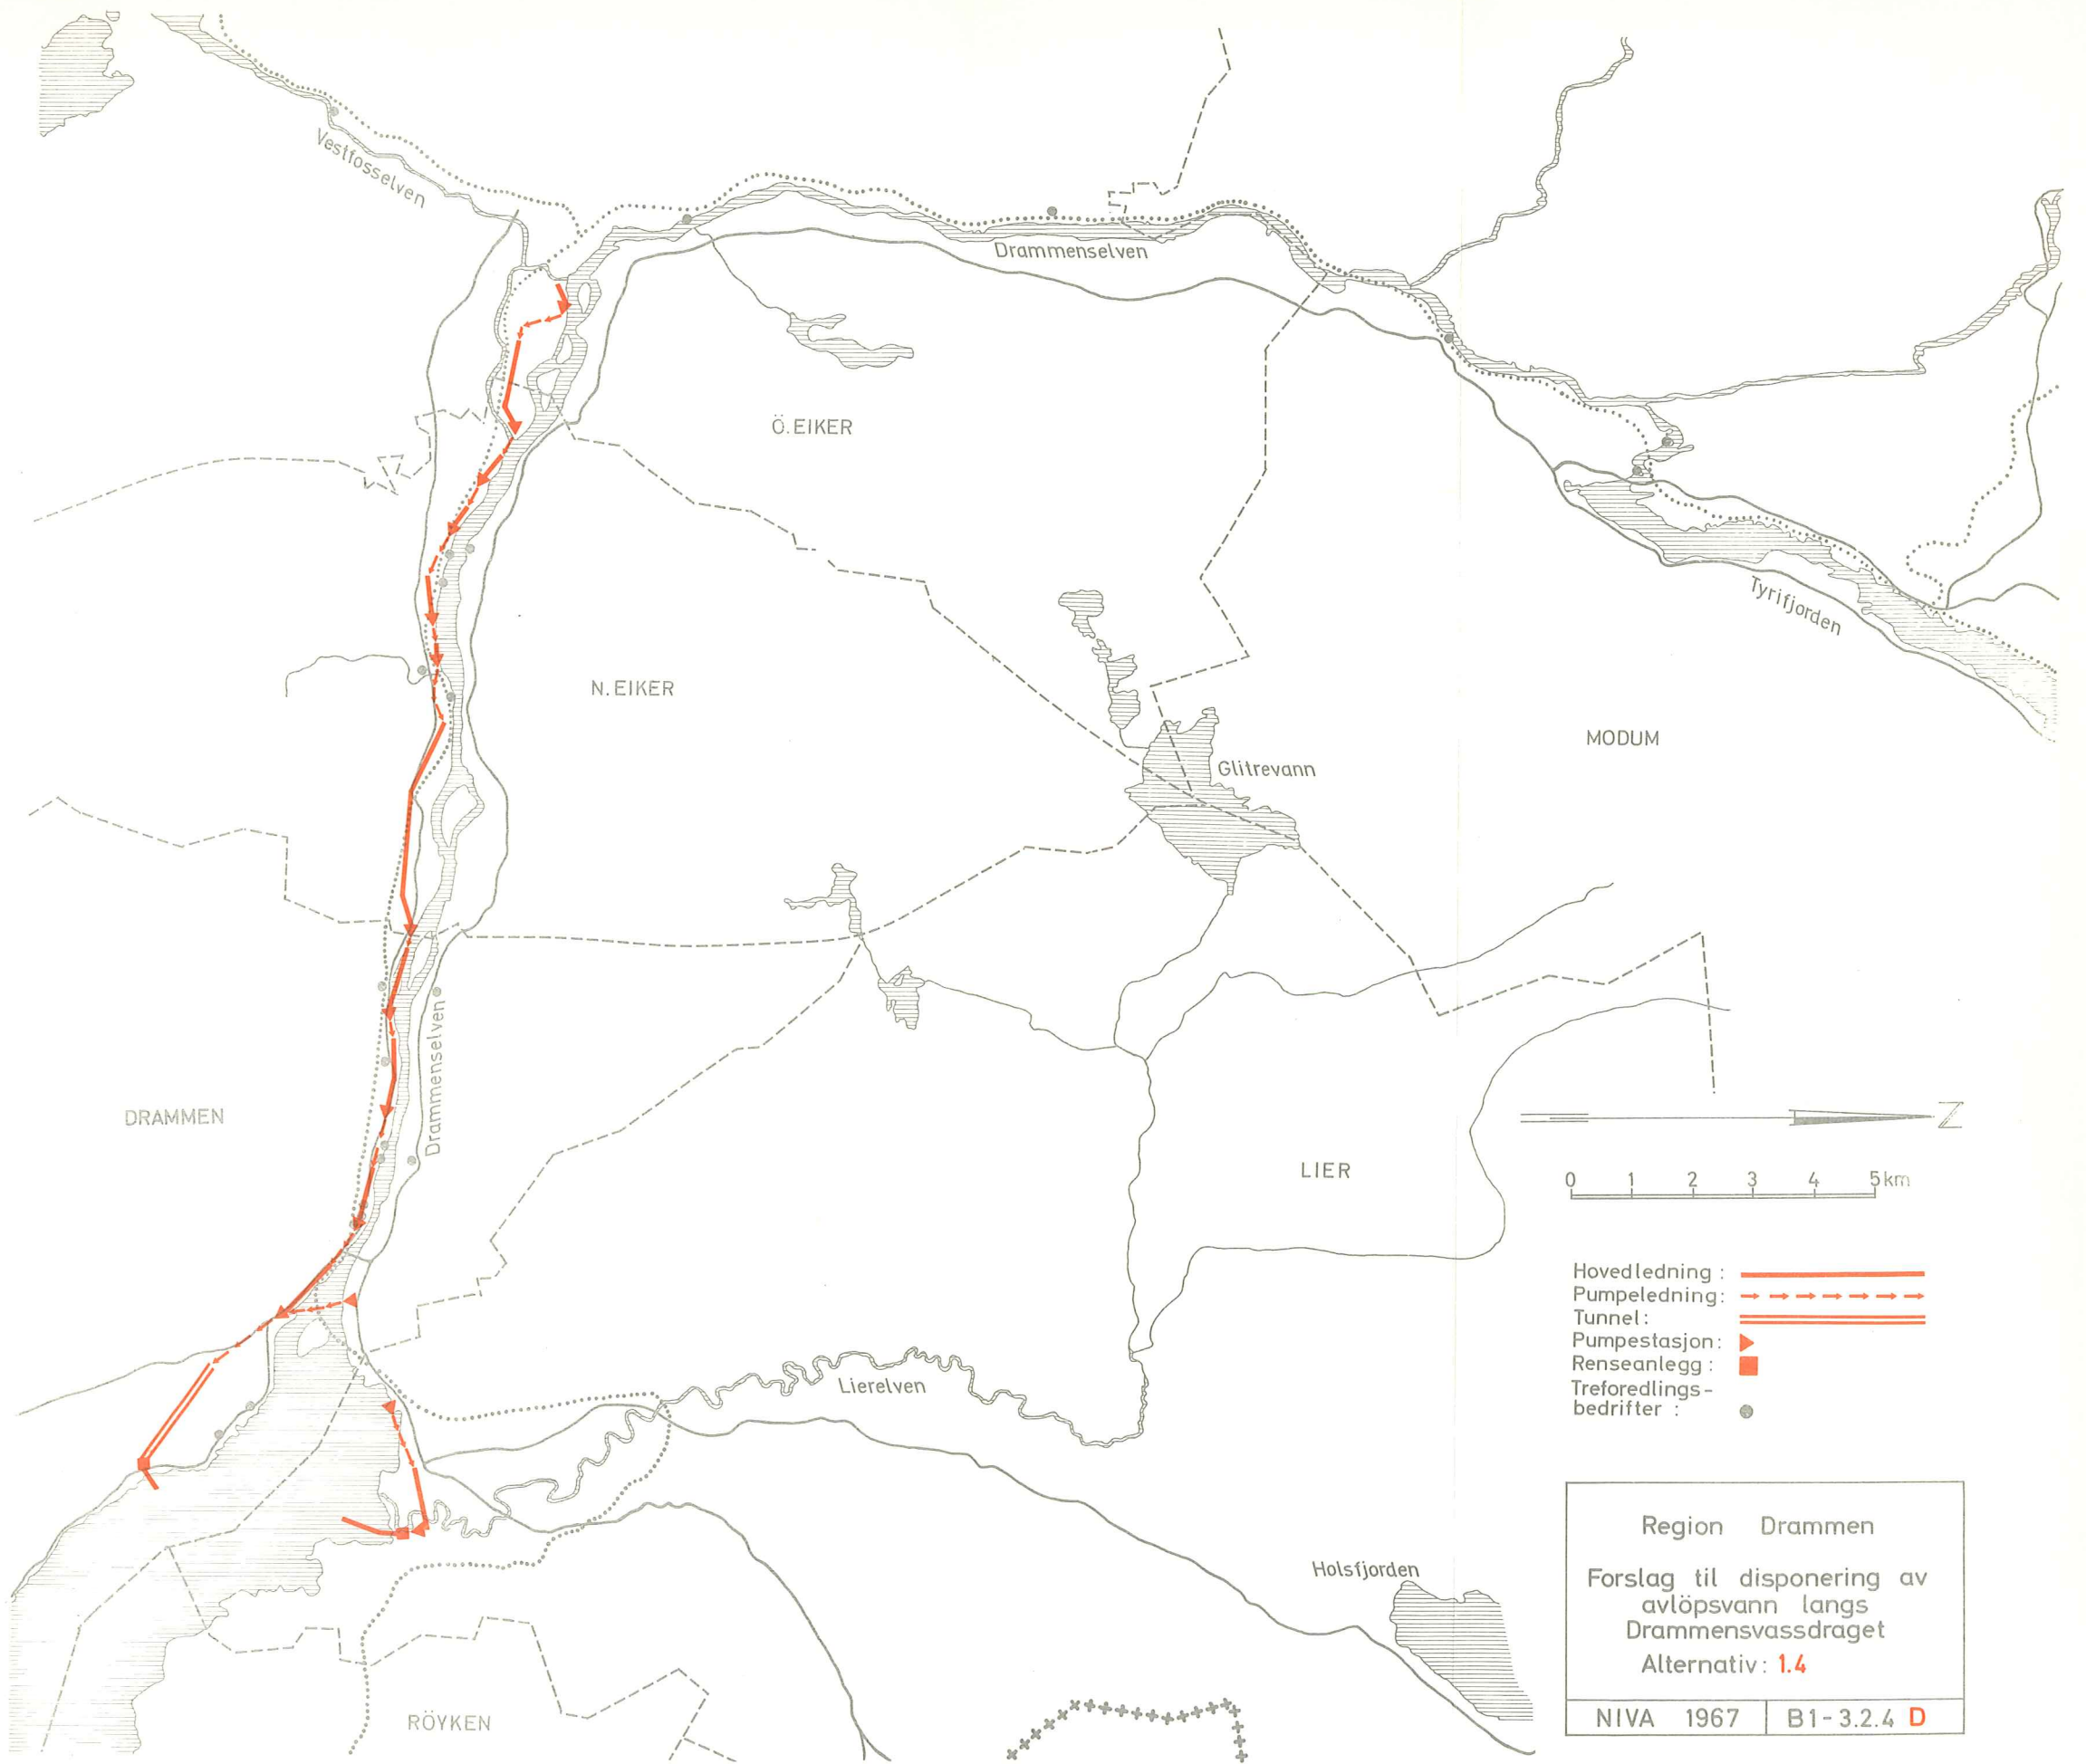 Vestfosselven
Drammenselven
Ö. EIKER
Tyrifjorden
N. EIKER
MODUM
Glitrevann
Drammenselven
DRAMMEN
N
LIER
0 1 2 3 4 5 km
Hovedledning :
Pumpeledning :
Tunnel :
Pumpestasjon :
Renseanlegg :
Treforedlings-
bedrifter :
Lierelven
Holsfjorden
RÖYKEN
Region Drammen
Forslag til disponering av
avlöpsvann langs
Drammensvassdraget
Alternativ: 1.4
NIVA 1967
B1-3.2.4 D